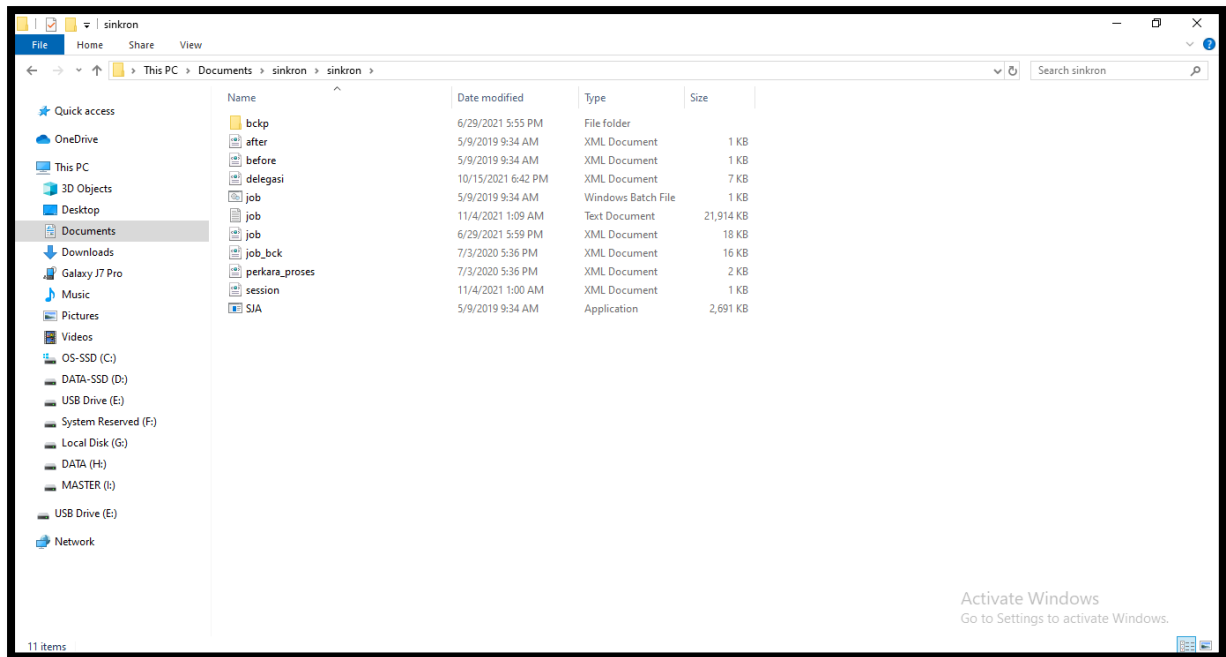 sinkron
File Home Share View
This PC > Documents > sinkron > sinkron >
Search sinkron
Name Date modified Type Size
Quick access
OneDrive
This PC
3D Objects
Desktop
Documents
Downloads
Galaxy J7 Pro
Music
Pictures
Videos
OS-SSD (C:)
DATA-SSD (D:)
USB Drive (E:)
System Reserved (F:)
Local Disk (G:)
DATA (H:)
MASTER (I:)
USB Drive (E:)
Network
bckp 6/29/2021 5:55 PM File folder
after 5/9/2019 9:34 AM XML Document 1 KB
before 5/9/2019 9:34 AM XML Document 1 KB
delegasi 10/15/2021 6:42 PM XML Document 7 KB
job 5/9/2019 9:34 AM Windows Batch File 1 KB
job 11/4/2021 1:09 AM Text Document 21,914 KB
job 6/29/2021 5:59 PM XML Document 18 KB
job_bck 7/3/2020 5:36 PM XML Document 16 KB
perkara_proses 7/3/2020 5:36 PM XML Document 2 KB
session 11/4/2021 1:00 AM XML Document 1 KB
SJA 5/9/2019 9:34 AM Application 2,691 KB
Activate Windows
Go to Settings to activate Windows.
11 items